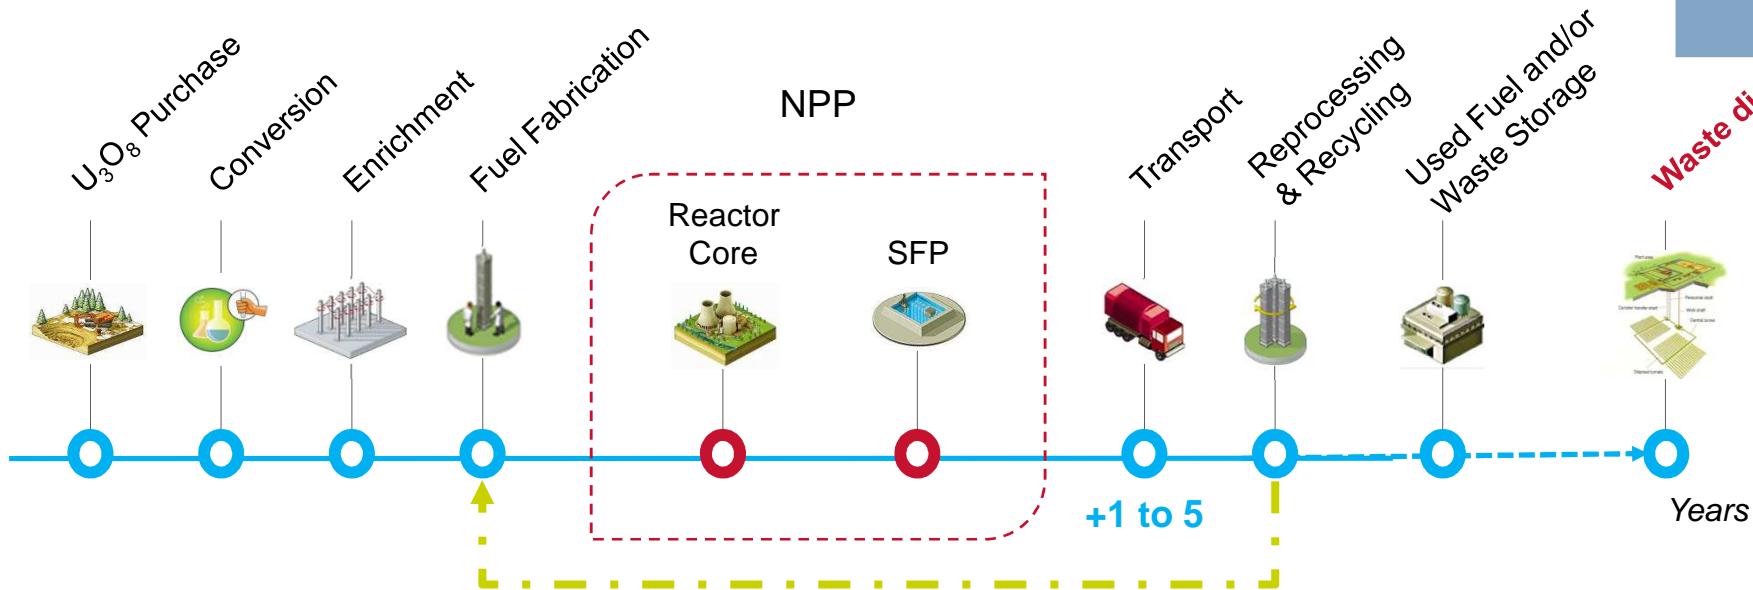 U₃O₈ Purchase
Conversion
Enrichment
Fuel Fabrication
NPP
Reactor
Core
SFP
Transport
Reprocessing
& Recycling
Used Fuel and/or
Waste Storage
Waste di
+1 to 5
Years